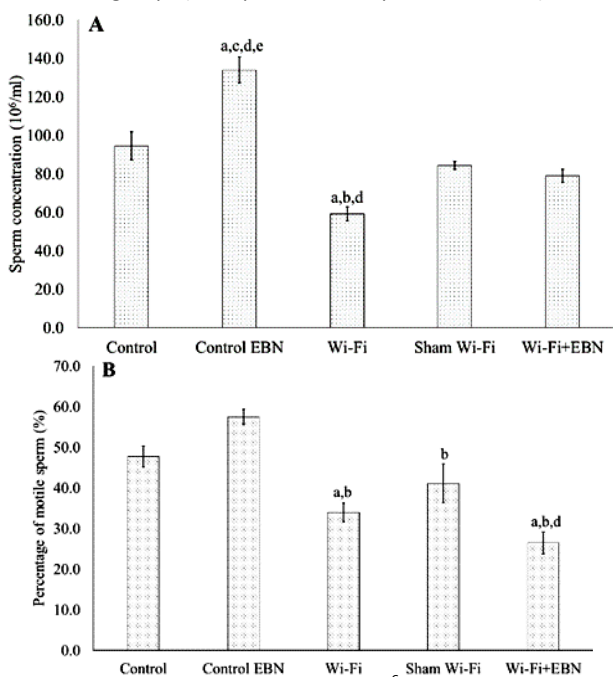 A
160.0
140.0
120.0
100.0
80.0
60.0
40.0
20.0
0.0
Sperm concentration (10⁶/ml)
a,c,d,e
a,b,d
Control Control EBN Wi-Fi Sham Wi-Fi Wi-Fi+EBN
B
70.0
60.0
50.0
40.0
30.0
20.0
10.0
0.0
Percentage of motile sperm (%)
a,b
b
a,b,d
Control Control EBN Wi-Fi Sham Wi-Fi Wi-Fi+EBN